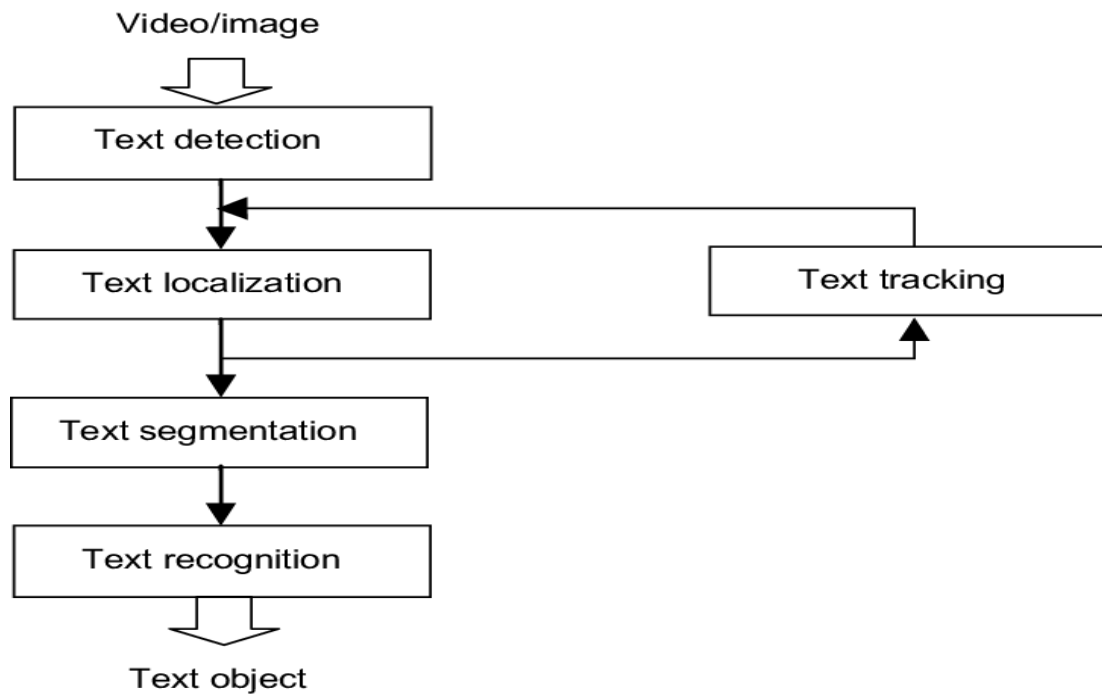 Video/image
Text detection
Text localization
Text tracking
Text segmentation
Text recognition
Text object